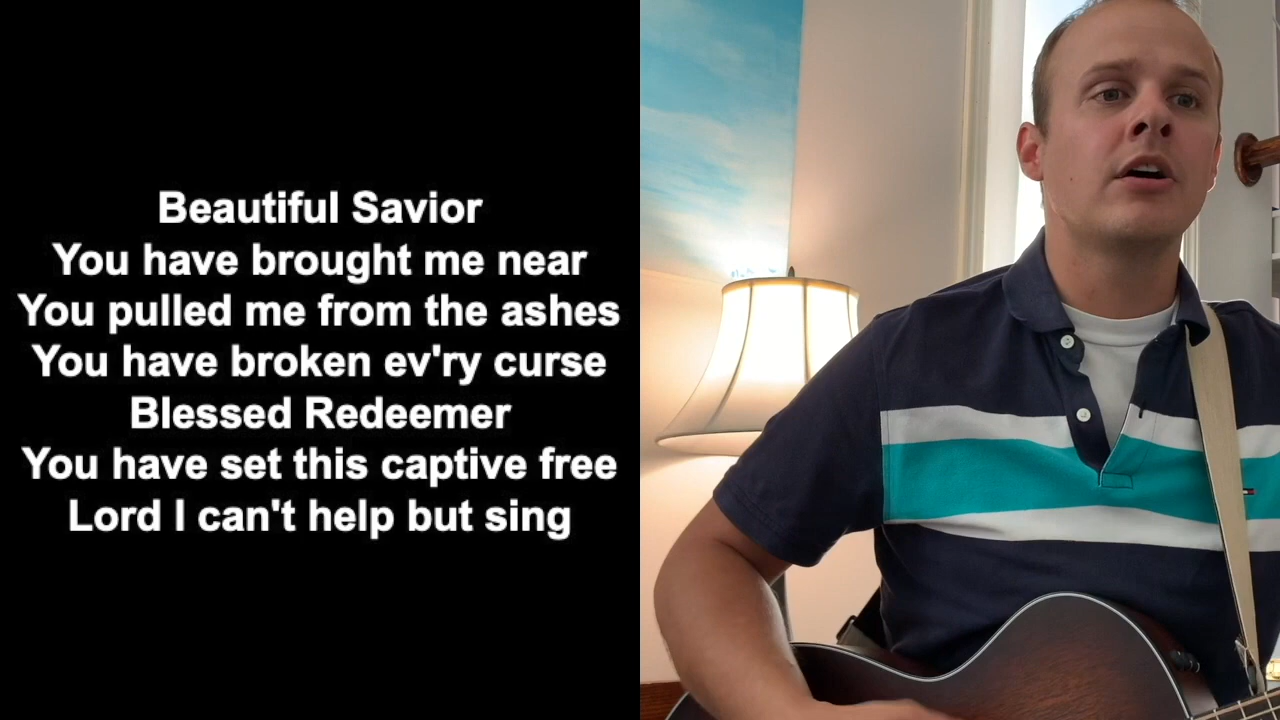 Beautiful Savior
You have brought me near
You pulled me from the ashes
You have broken ev'ry curse
Blessed Redeemer
You have set this captive free
Lord I can't help but sing